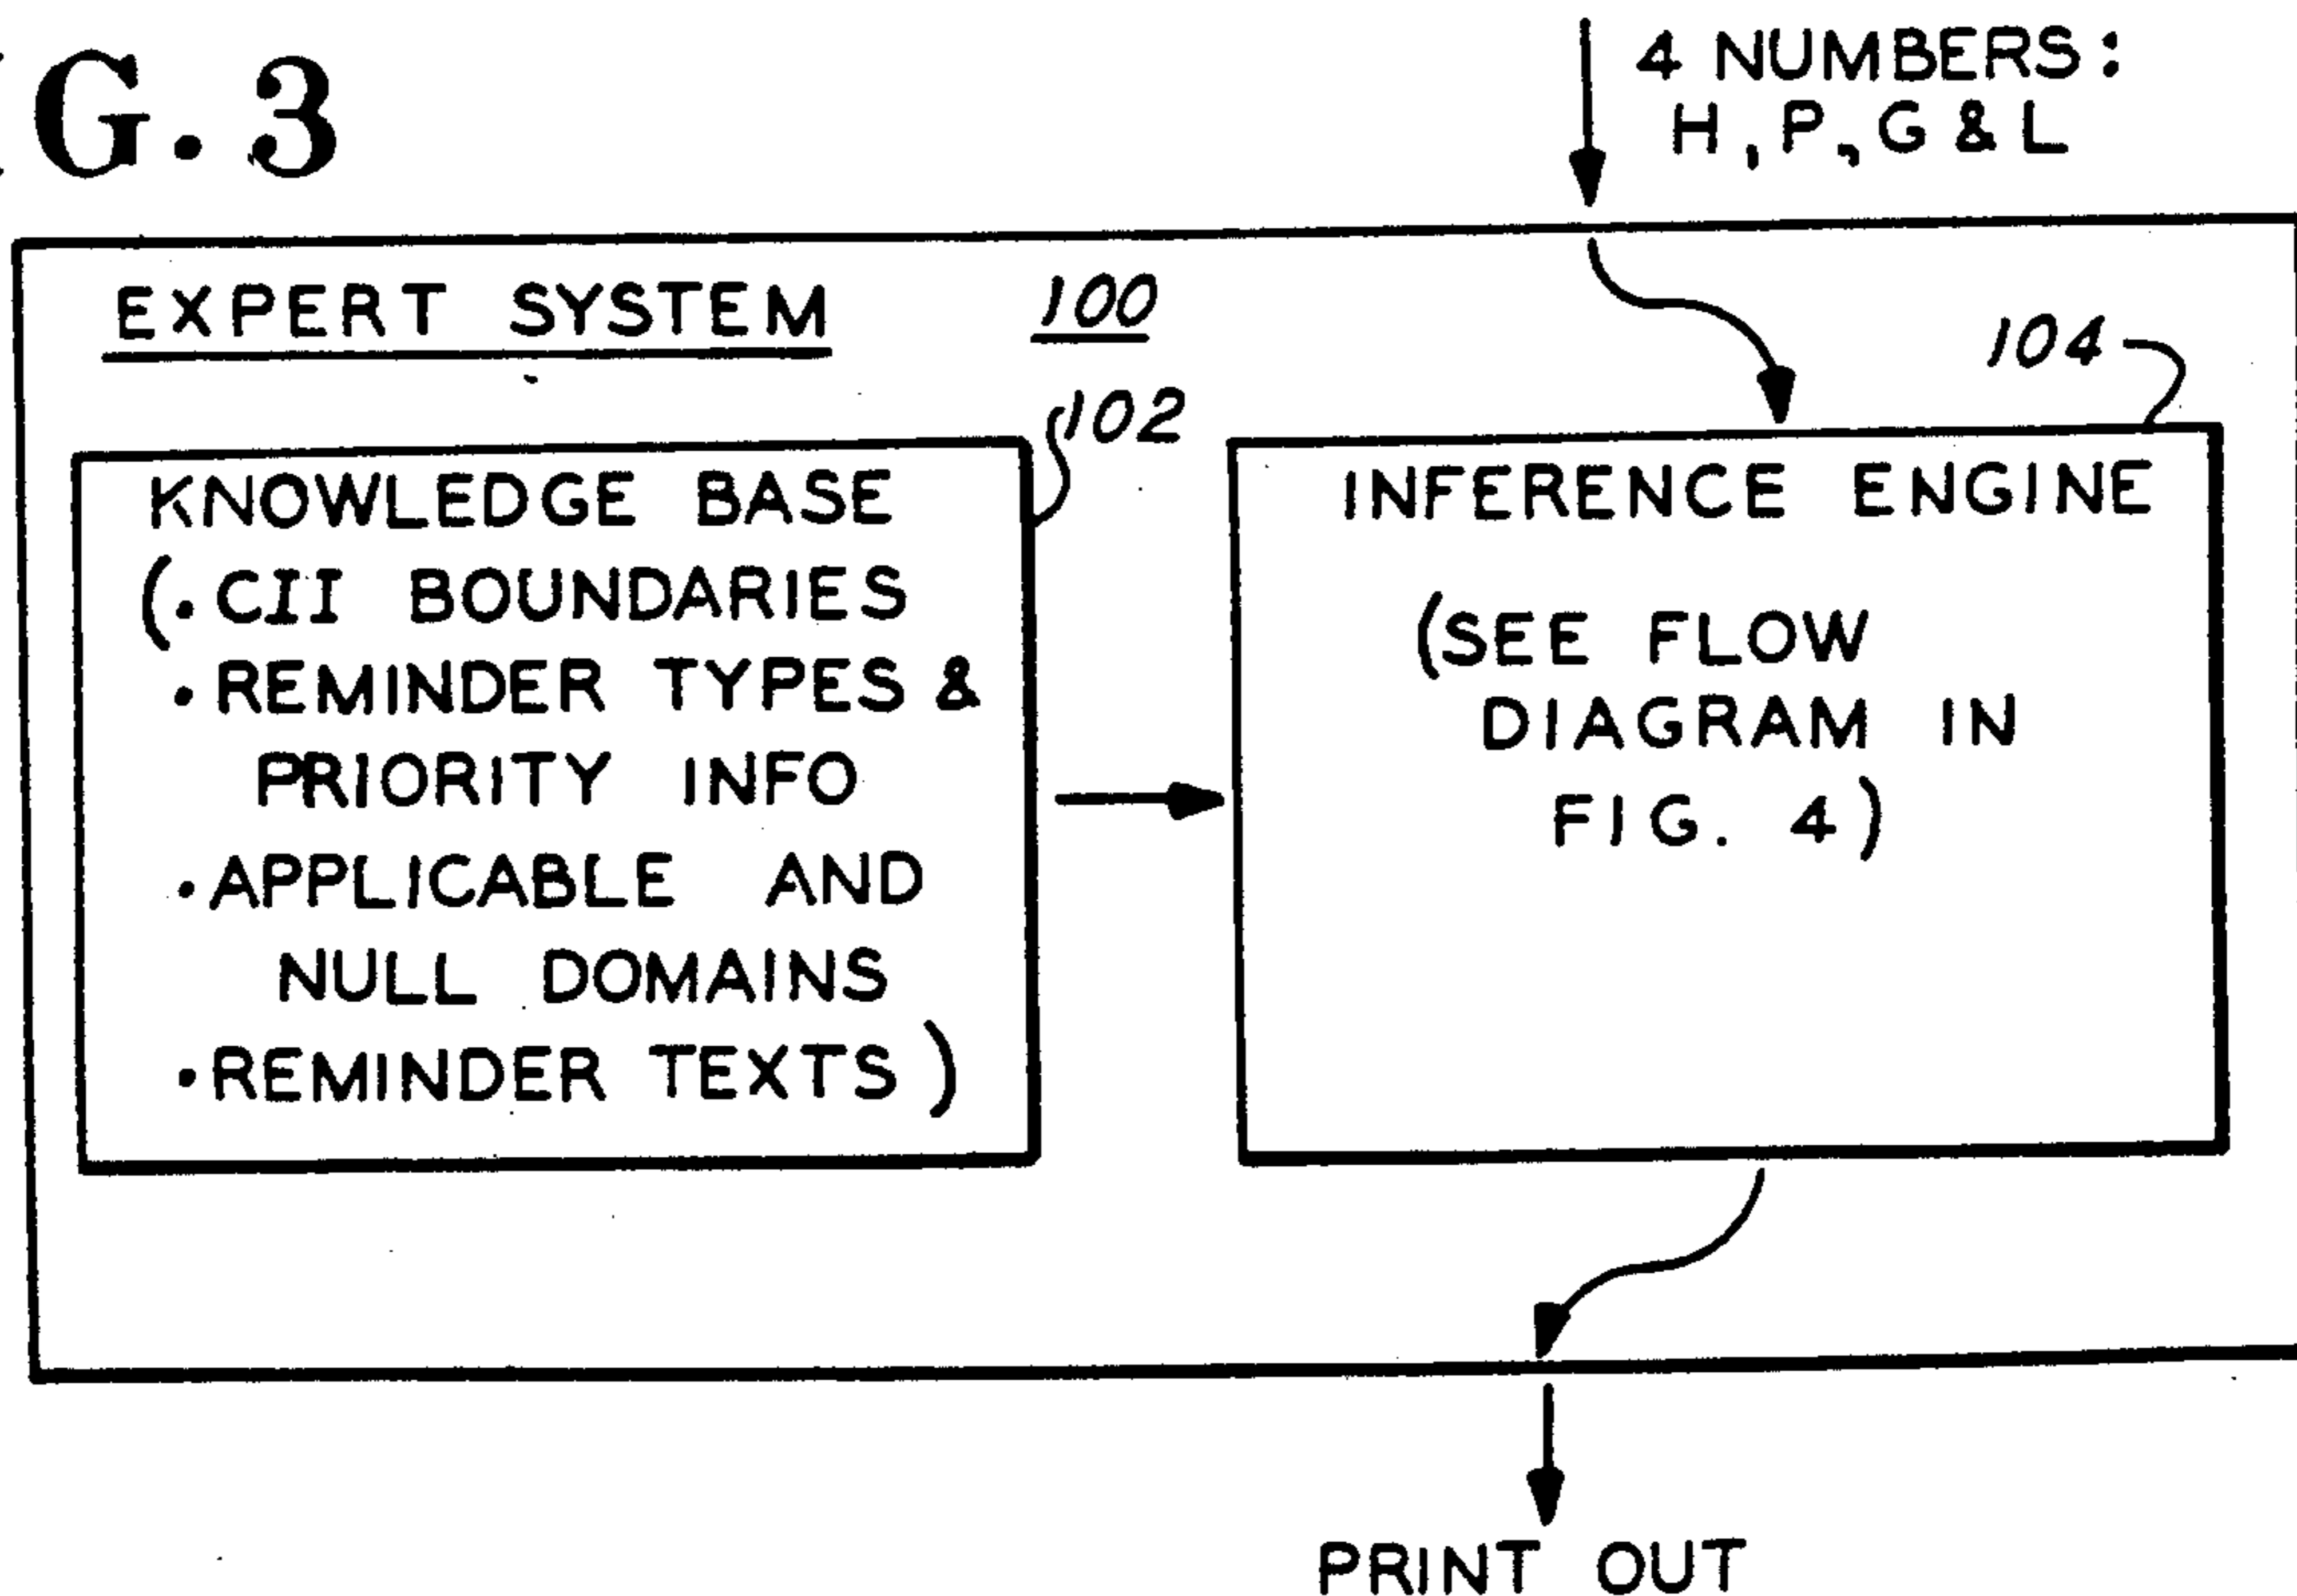 G. 3
4 NUMBERS:
H, P, G & L
EXPERT SYSTEM 100
104
102
KNOWLEDGE BASE
(. CII BOUNDARIES
. REMINDER TYPES &
PRIORITY INFO
. APPLICABLE AND
NULL DOMAINS
. REMINDER TEXTS)
INFERENCE ENGINE
(SEE FLOW
DIAGRAM IN
FIG. 4)
PRINT OUT